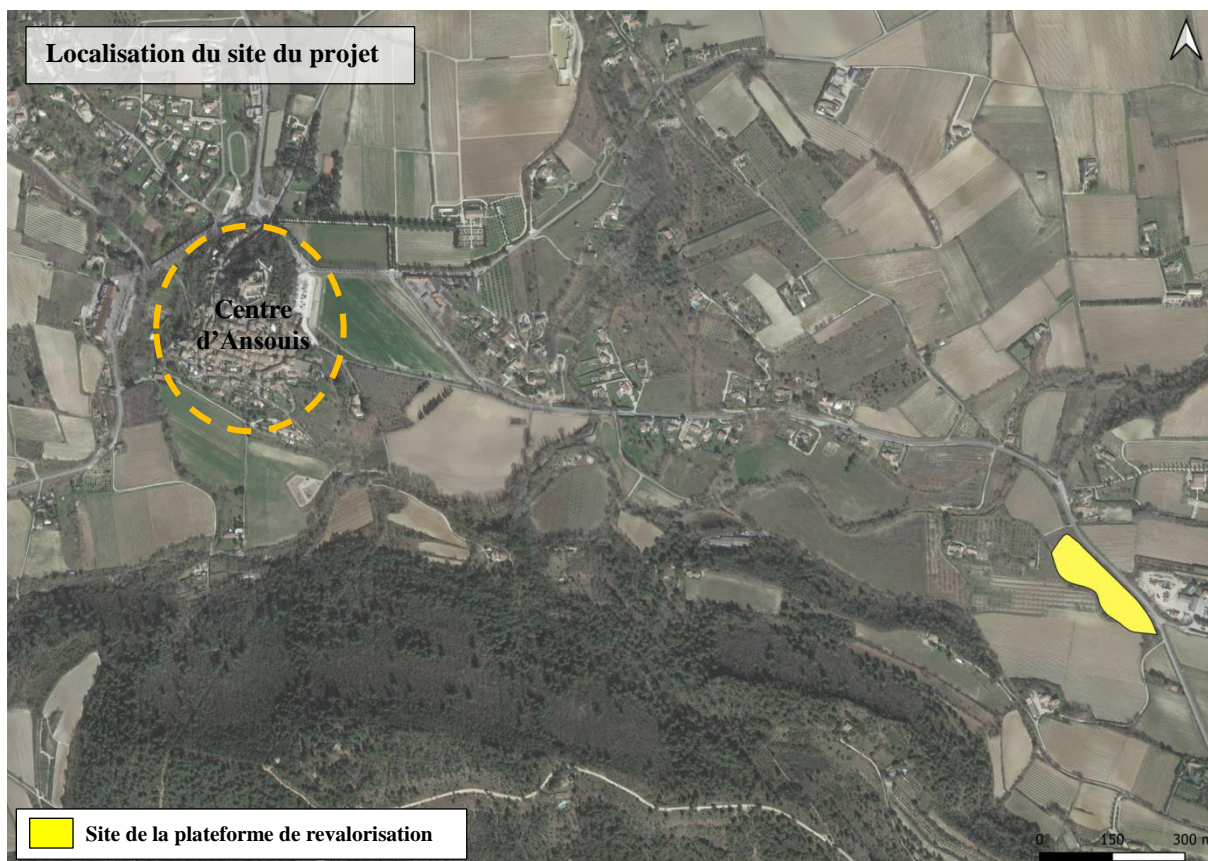 Localisation du site du projet
Centre
d'Ansouis
Site de la plateforme de revalorisation
0 150 300 m